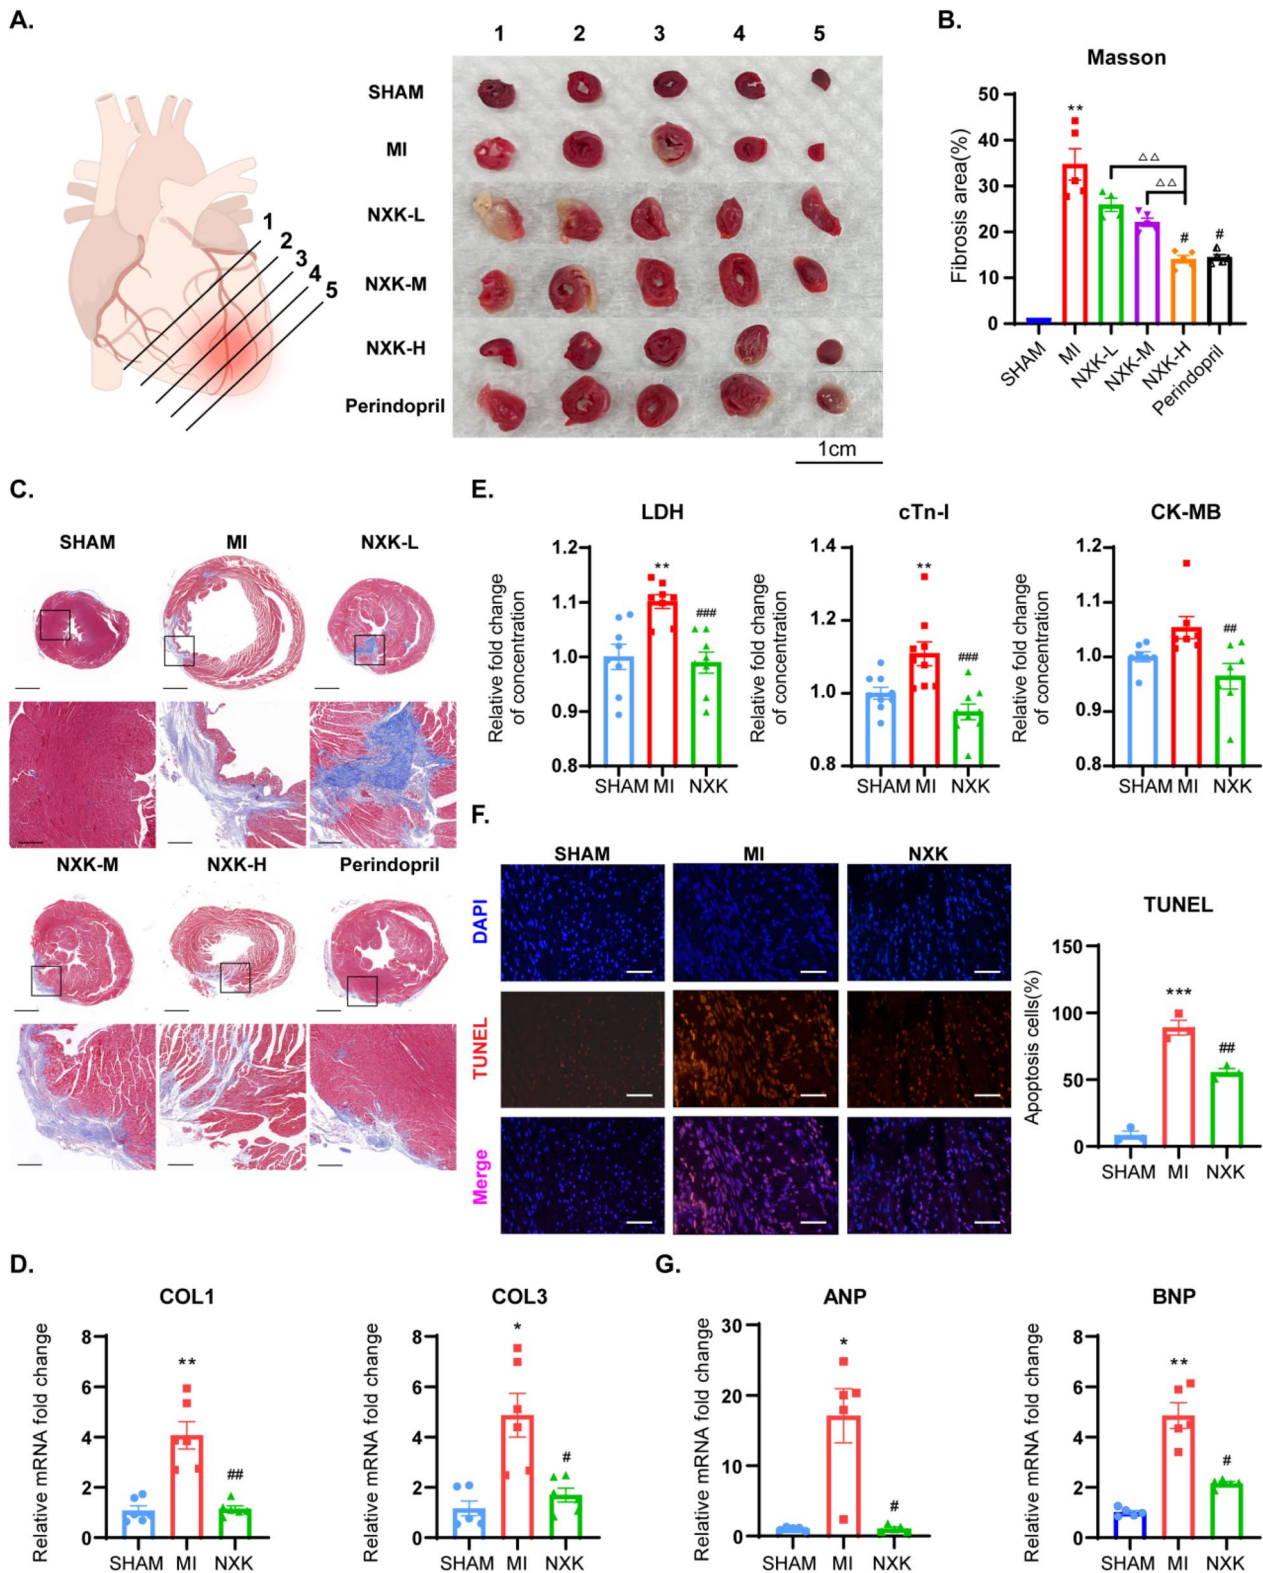 A.
1 2 3 4 5
SHAM
MI
NXK-L
NXK-M
NXK-H
Perindopril
1
2
3
4
5
1cm
B.
Masson
Fibrosis area(%)
50
40
30
20
10
0
**
△△
△△
#
#
SHAM
MI
NXK-L
NXK-M
NXK-H
Perindopril
C.
SHAM MI NXK-L
NXK-M NXK-H Perindopril
E.
LDH
Relative fold change
of concentration
1.2
1.1
1.0
0.9
0.8
**
###
SHAM MI NXK
cTn-I
Relative fold change
of concentration
1.4
1.2
1.0
0.8
**
###
SHAM MI NXK
CK-MB
Relative fold change
of concentration
1.2
1.1
1.0
0.9
0.8
##
SHAM MI NXK
F.
SHAM MI NXK
DAPI
TUNEL
Merge
TUNEL
Apoptosis cells(%)
150
100
50
0
***
##
SHAM MI NXK
D.
COL1
Relative mRNA fold change
8
6
4
2
0
**
##
SHAM MI NXK
COL3
Relative mRNA fold change
8
6
4
2
0
*
#
SHAM MI NXK
G.
ANP
Relative mRNA fold change
30
20
10
0
*
#
SHAM MI NXK
BNP
Relative mRNA fold change
8
6
4
2
0
**
#
SHAM MI NXK